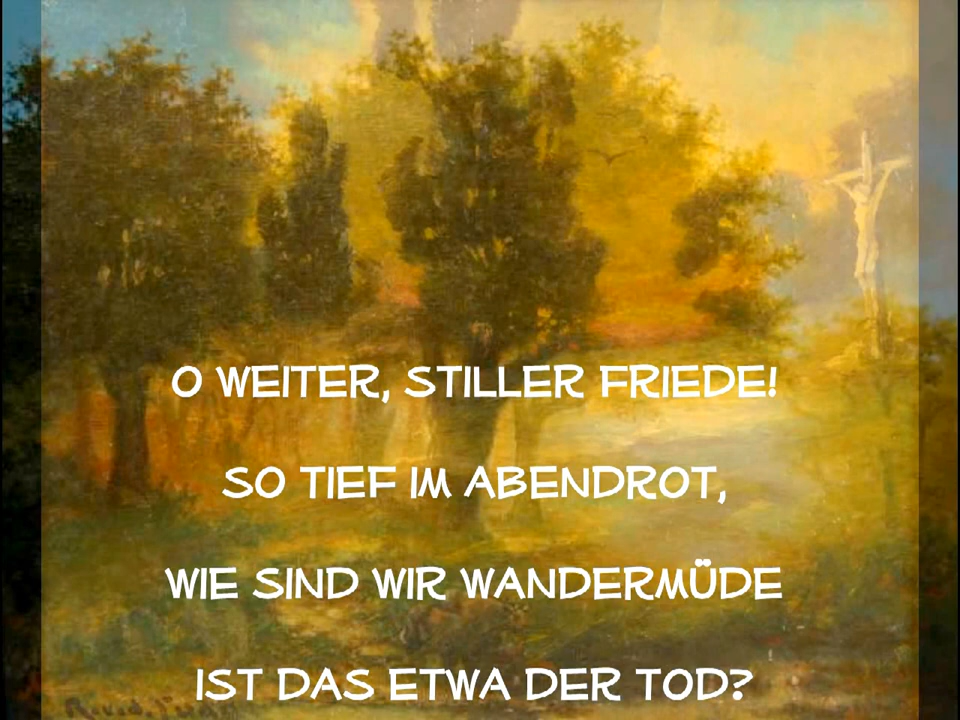 O WEITER, STILLER FRIEDE!
SO TIEF IM ABENDROT,
WIE SIND WIR WANDERMÜDE
IST DAS ETWA DER TOD?